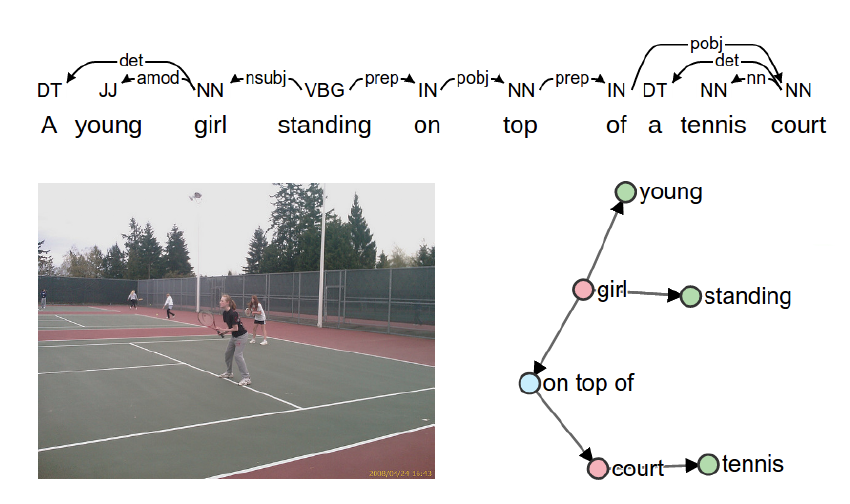 pobj
det det
amod nsubj prep pobj prep nn
DT JJ NN VBG IN NN IN DT NN NN
A young girl standing on top of a tennis court
young
girl
standing
on top of
court
tennis